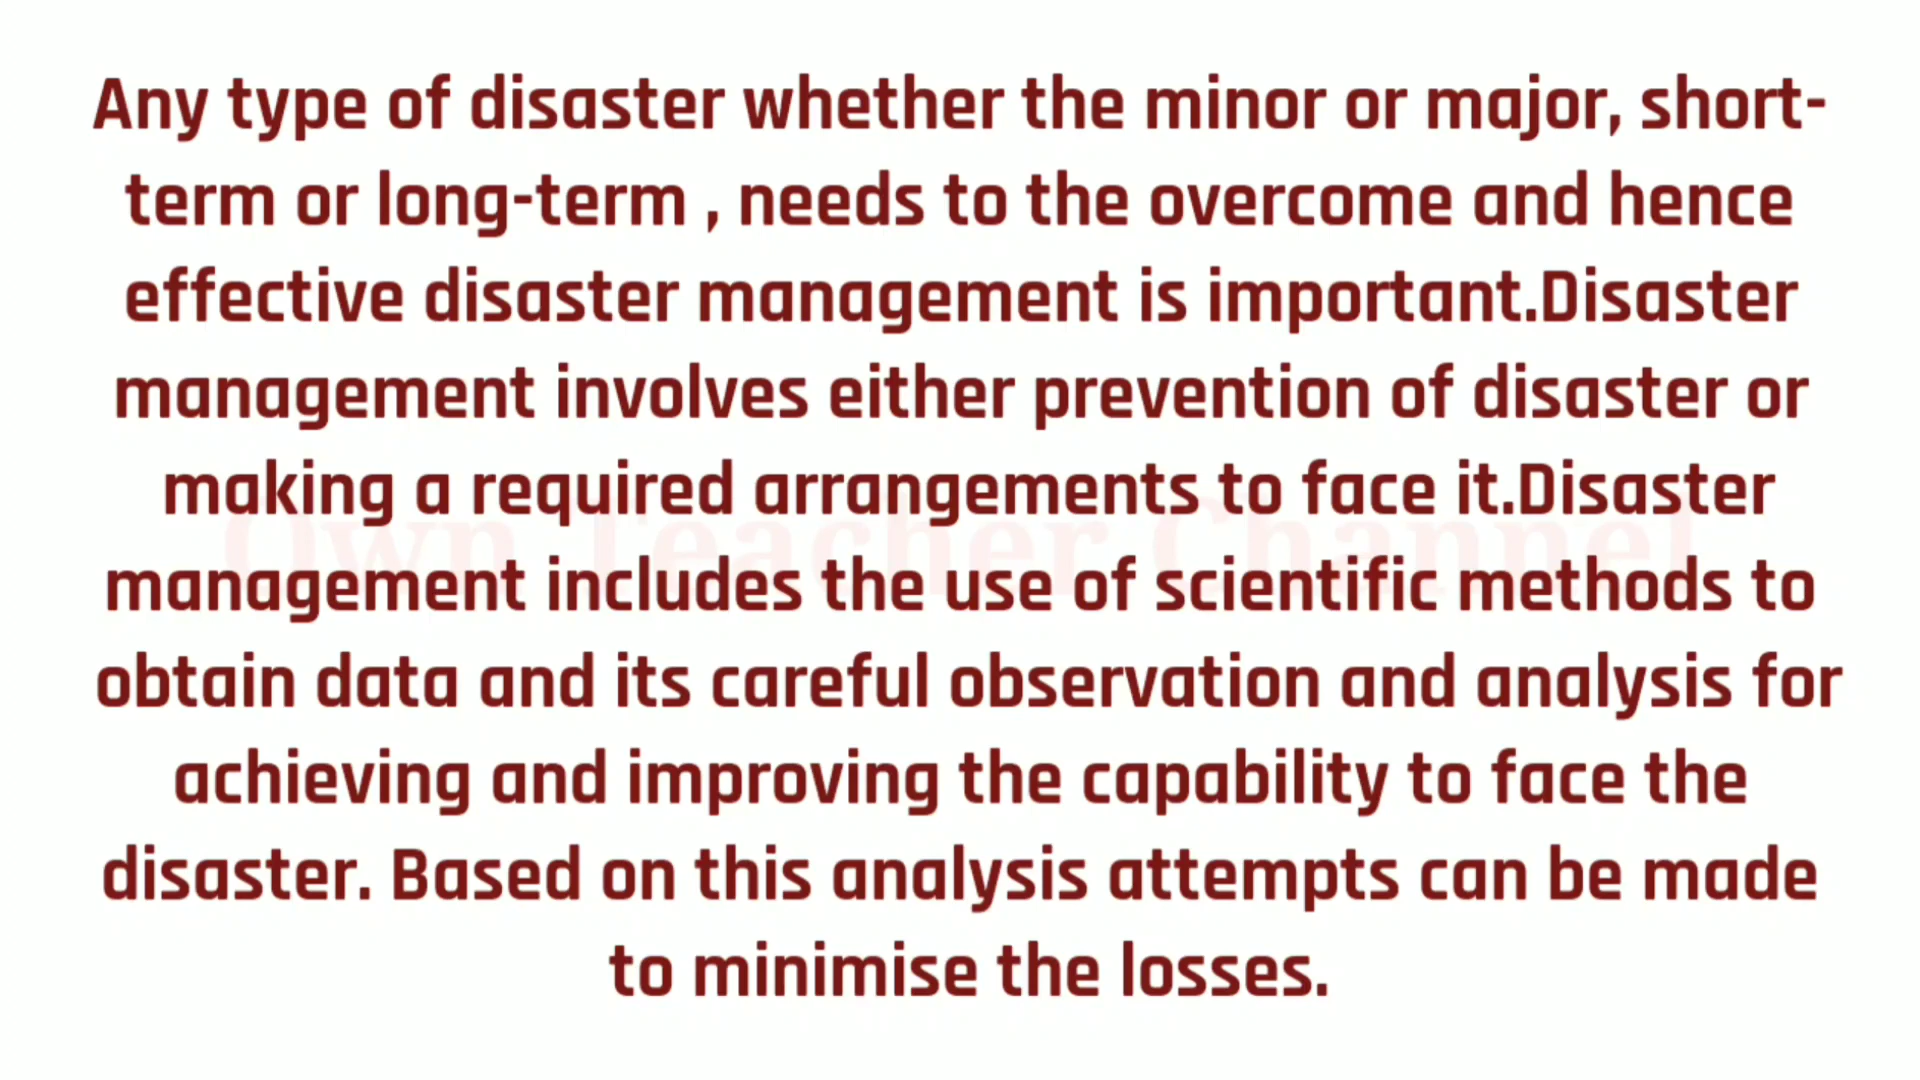 Any type of disaster whether the minor or major, short-
term or long-term , needs to the overcome and hence
effective disaster management is important.Disaster
management involves either prevention of disaster or
making a required arrangements to face it.Disaster
Own Teacher Channel
management includes the use of scientific methods to
obtain data and its careful observation and analysis for
achieving and improving the capability to face the
disaster. Based on this analysis attempts can be made
to minimise the losses.